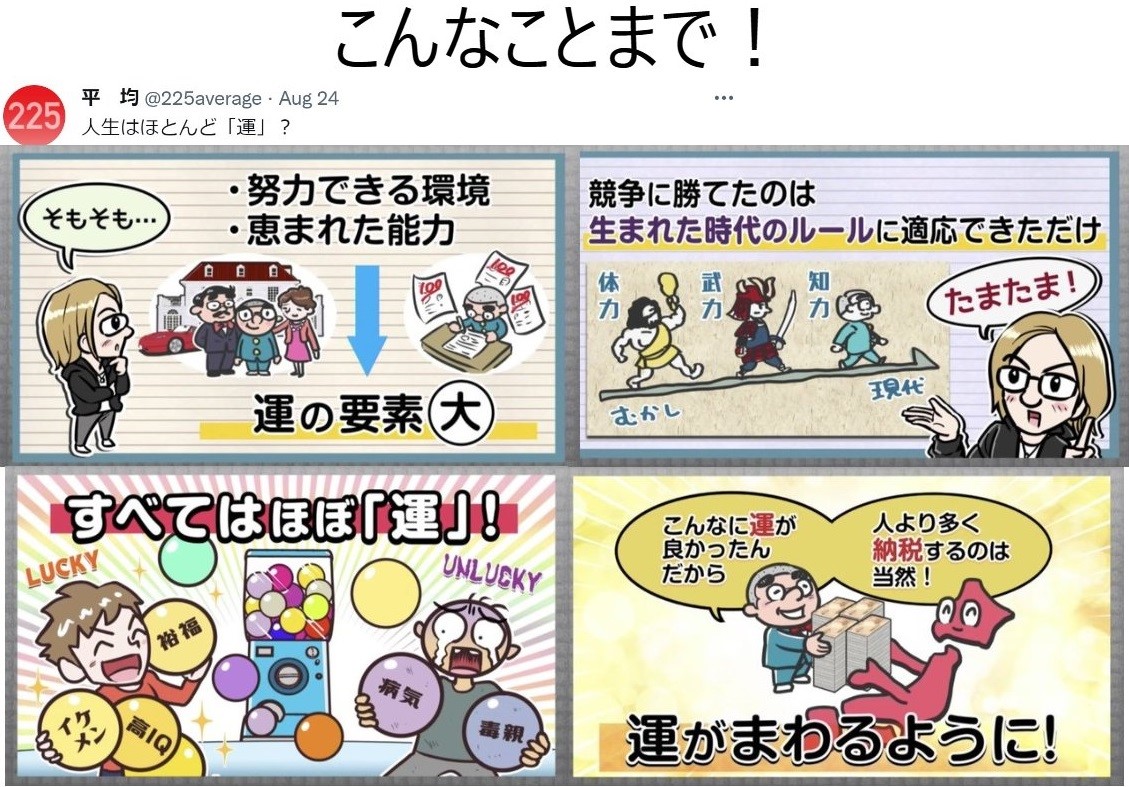 こんなことまで！
225
平　均 @225average · Aug 24
人生はほとんど「運」？
そもそも…
・努力できる環境
・恵まれた能力
100
100
100
運の要素 大
競争に勝てたのは
生まれた時代のルールに適応できただけ
体力
武力
知力
たまたま！
むかし
現代
すべてはほぼ「運」！
LUCKY
UNLUCKY
裕福
イケメン
高IQ
病気
毒親
こんなに運が
良かったん
だから
人より多く
納税するのは
当然！
運がまわるように！